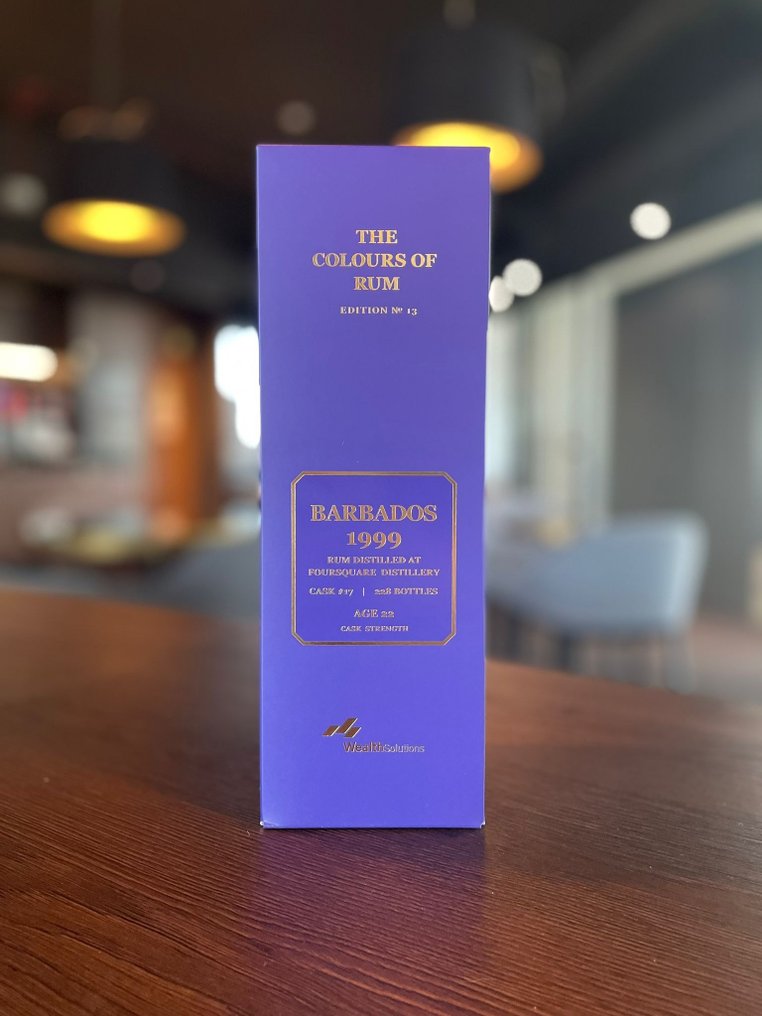 THE
COLOURS OF
RUM
EDITION Nº 13
BARBADOS
1999
RUM DISTILLED AT
FOURSQUARE DISTILLERY
CASK #17 | 228 BOTTLES
AGE 22
CASK STRENGTH
WealthSolutions